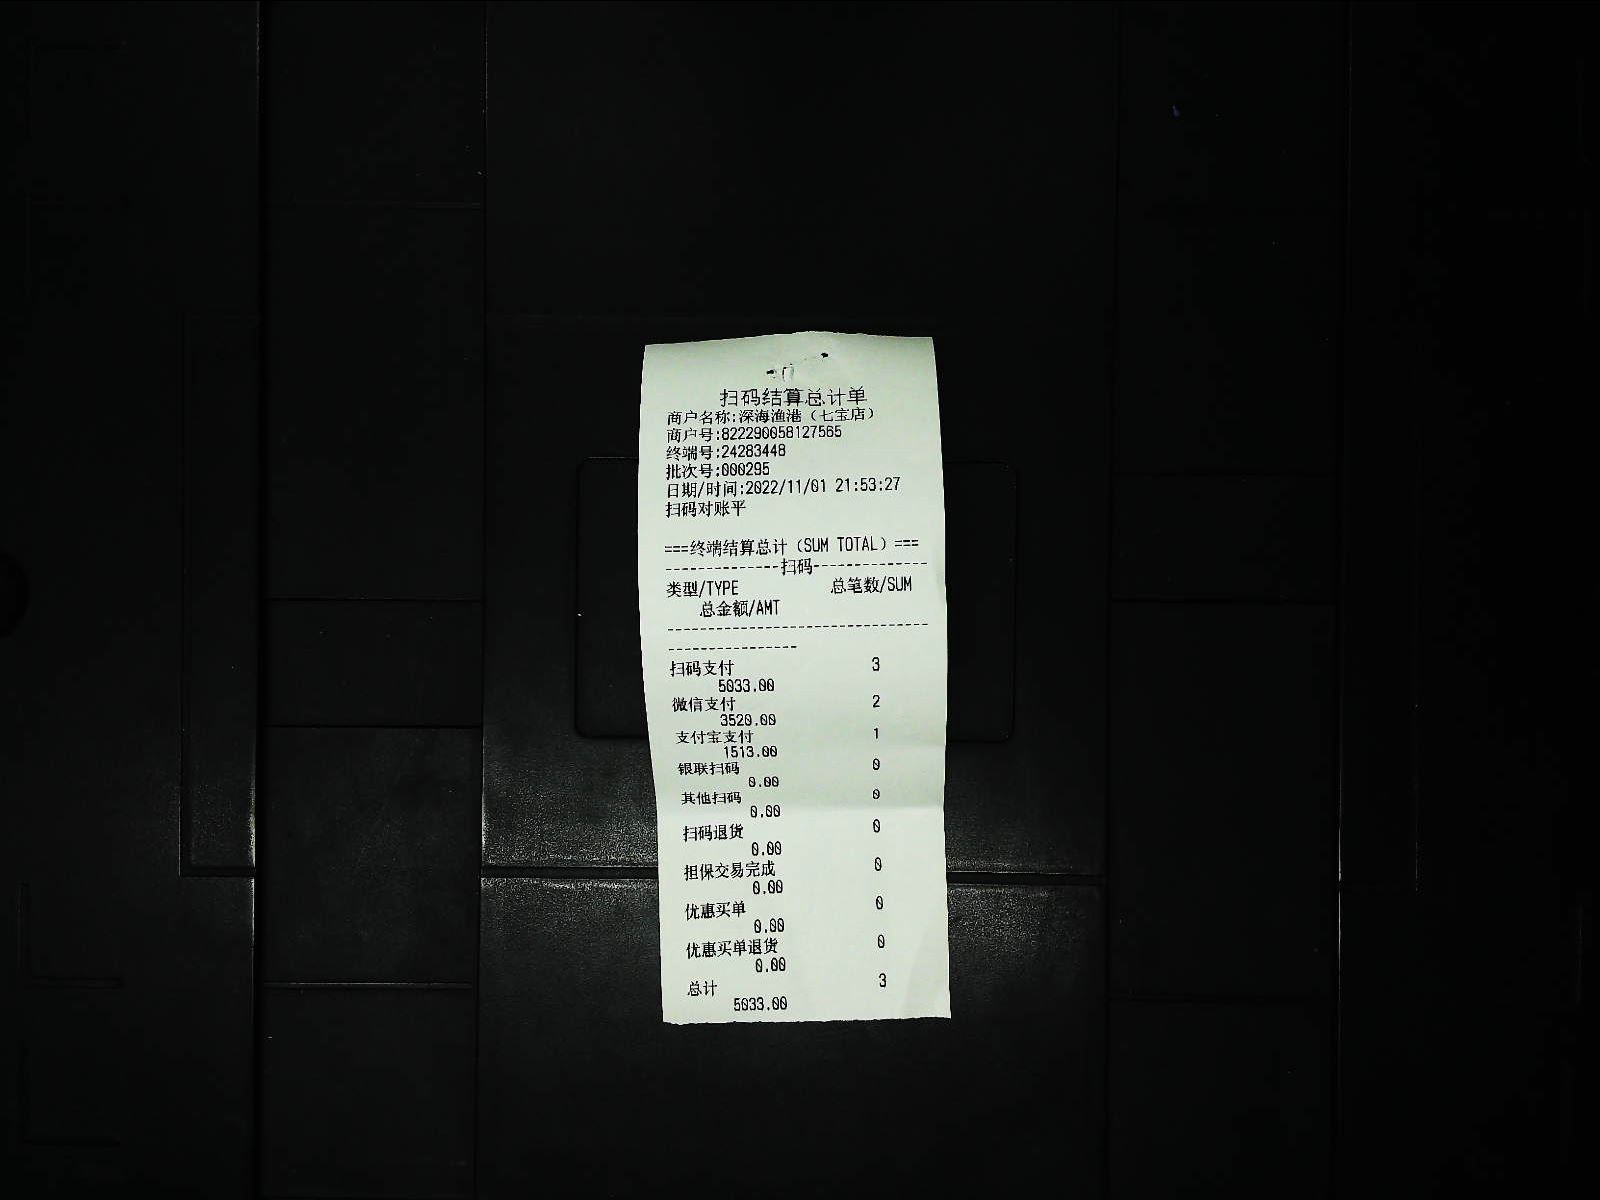 扫码结算总计单
商户名称:深海渔港（七宝店）
商户号:822290058127565
终端号:24283448
批次号:000295
日期/时间:2022/11/01 21:53:27
扫码对账平
===终端结算总计（SUM TOTAL）===
--------------扫码--------------
类型/TYPE 总笔数/SUM
总金额/AMT
--------------------------------
----------------
扫码支付 3
5033.00
微信支付 2
3520.00
支付宝支付 1
1513.00
银联扫码 0
0.00
其他扫码 0
0.00
扫码退货 0
0.00
担保交易完成 0
0.00
优惠买单 0
0.00
优惠买单退货 0
0.00
总计 3
5033.00